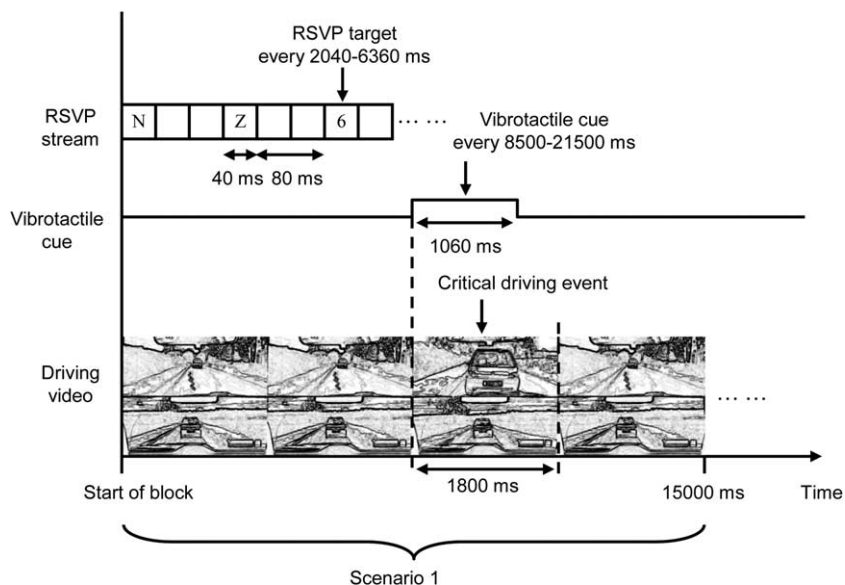 RSVP target
every 2040-6360 ms
RSVP
stream
N Z 6 ... ...
Vibrotactile cue
every 8500-21500 ms
40 ms 80 ms
Vibrotactile
cue
1060 ms
Critical driving event
Driving
video
... ...
1800 ms
Start of block 15000 ms Time
Scenario 1